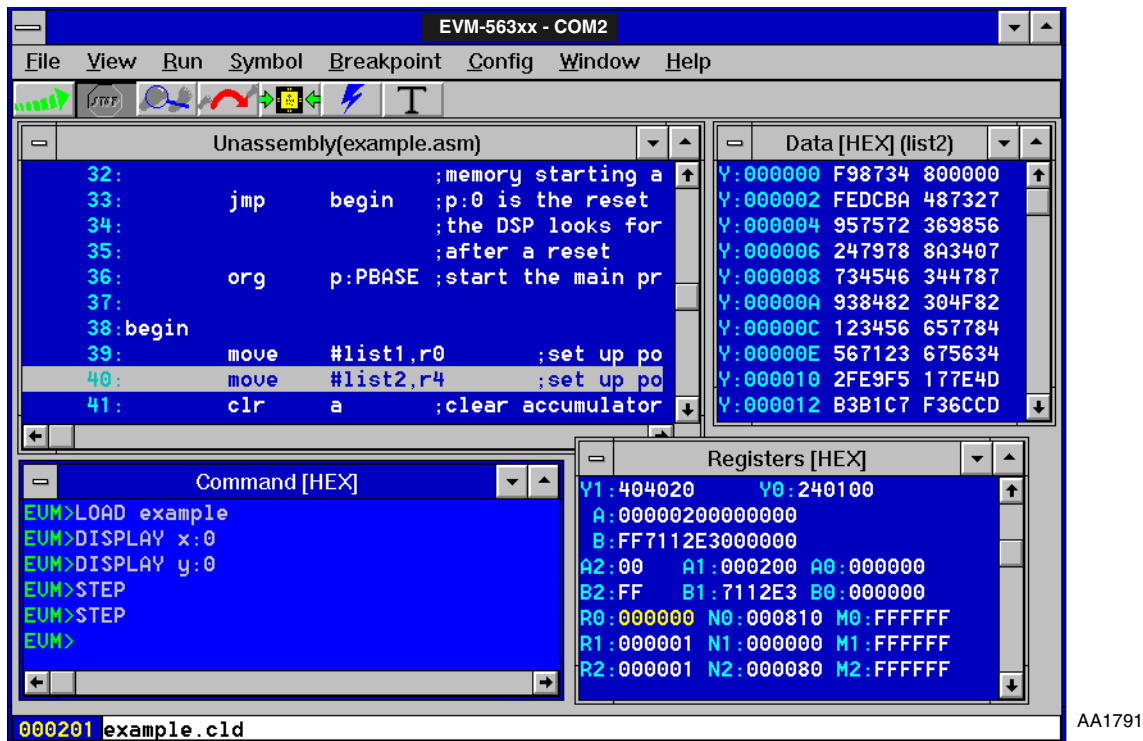 EVM-563xx - COM2
File View Run Symbol Breakpoint Config Window Help
STOP
T
Unassembly(example.asm)
32: ;memory starting a
33: jmp begin ;p:0 is the reset
34: ;the DSP looks for
35: ;after a reset
36: org p:PBASE ;start the main pr
37:
38:begin
39: move #list1,r0 ;set up po
40: move #list2,r4 ;set up po
41: clr a ;clear accumulator
Data [HEX] (list2)
Y:000000 F98734 800000
Y:000002 FEDCBA 487327
Y:000004 957572 369856
Y:000006 247978 8A3407
Y:000008 734546 344787
Y:00000A 938482 304F82
Y:00000C 123456 657784
Y:00000E 567123 675634
Y:000010 2FE9F5 177E4D
Y:000012 B3B1C7 F36CCD
Command [HEX]
EVM>LOAD example
EVM>DISPLAY x:0
EVM>DISPLAY y:0
EVM>STEP
EVM>STEP
EVM>
Registers [HEX]
Y1:404020 Y0:240100
A:00000200000000
B:FF7112E3000000
A2:00 A1:000200 A0:000000
B2:FF B1:7112E3 B0:000000
R0:000000 N0:000810 M0:FFFFFF
R1:000001 N1:000000 M1:FFFFFF
R2:000001 N2:000080 M2:FFFFFF
000201 example.cld
AA1791